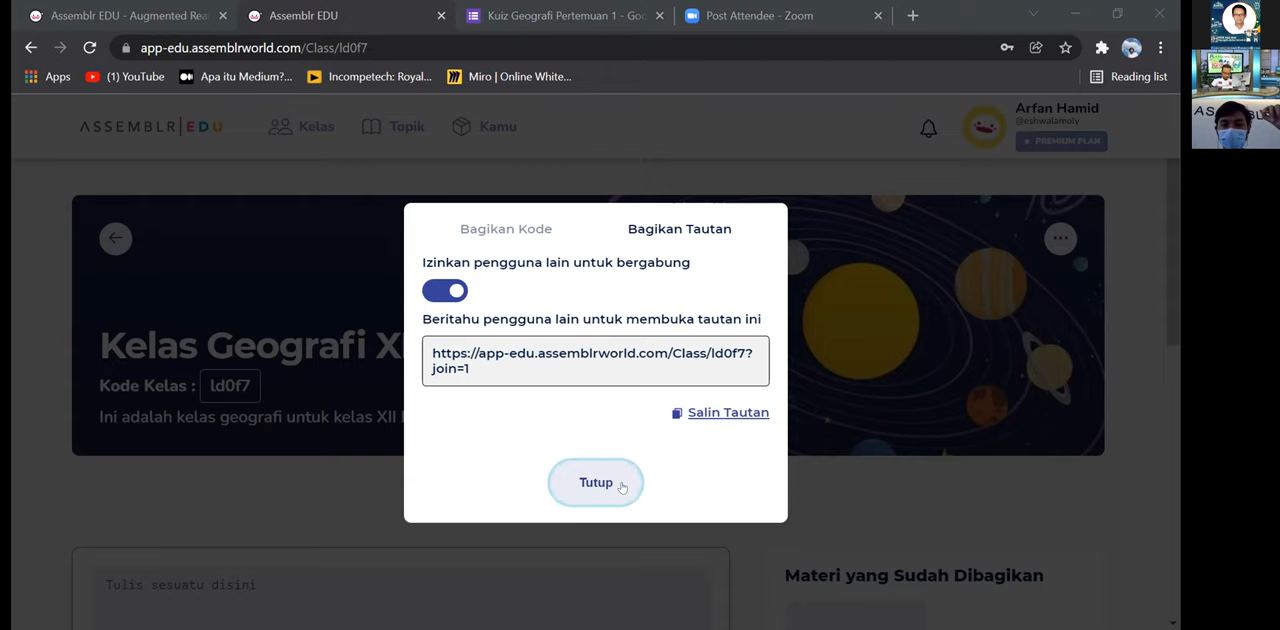 Assemblr EDU - Augmented Real
Assemblr EDU
Kuiz Geografi Pertemuan 1 - Goo
Post Attendee - Zoom
app-edu.assemblrworld.com/Class/ld0f7
Apps
(1) YouTube
Apa itu Medium?...
Incompetech: Royal...
Miro | Online White...
Reading list
ASSEMBLR EDU
Kelas
Topik
Kamu
Arfan Hamid
@eshwalamoly
PREMIUM PLAN
Bagikan Kode
Bagikan Tautan
Izinkan pengguna lain untuk bergabung
Beritahu pengguna lain untuk membuka tautan ini
https://app-edu.assemblrworld.com/Class/ld0f7?
join=1
Salin Tautan
Tutup
Kelas Geografi XI
Kode Kelas : ld0f7
Ini adalah kelas geografi untuk kelas XII
Tulis sesuatu disini
Materi yang Sudah Dibagikan